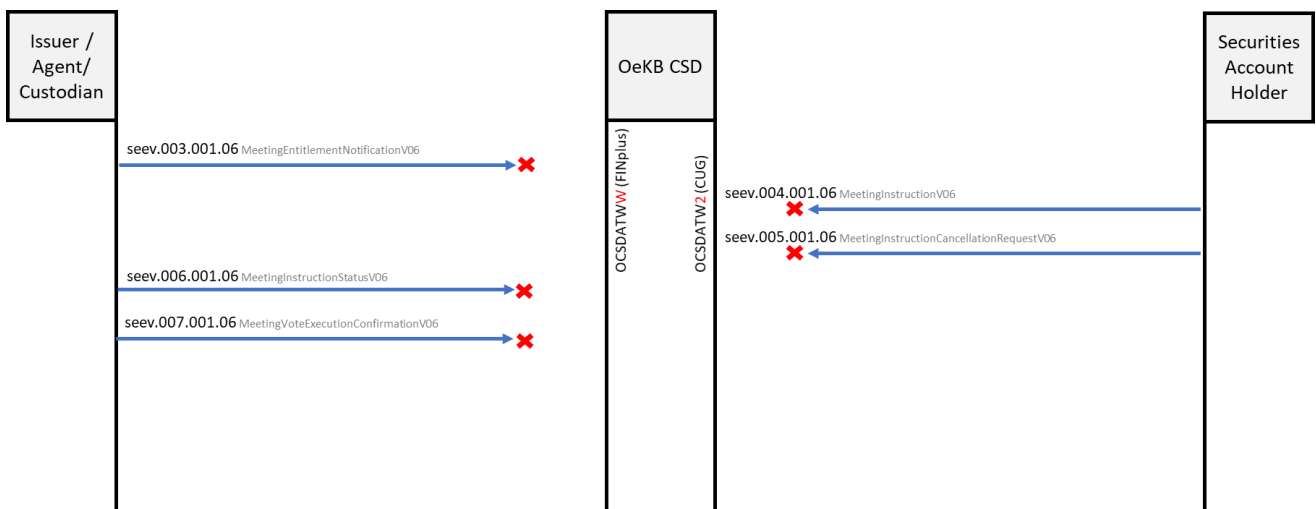 Issuer /
Agent/
Custodian
OeKB CSD
Securities
Account
Holder
OCSDATWW (FINplus)
OCSDATW2 (CUG)
seev.003.001.06 MeetingEntitlementNotificationV06
seev.004.001.06 MeetingInstructionV06
seev.005.001.06 MeetingInstructionCancellationRequestV06
seev.006.001.06 MeetingInstructionStatusV06
seev.007.001.06 MeetingVoteExecutionConfirmationV06